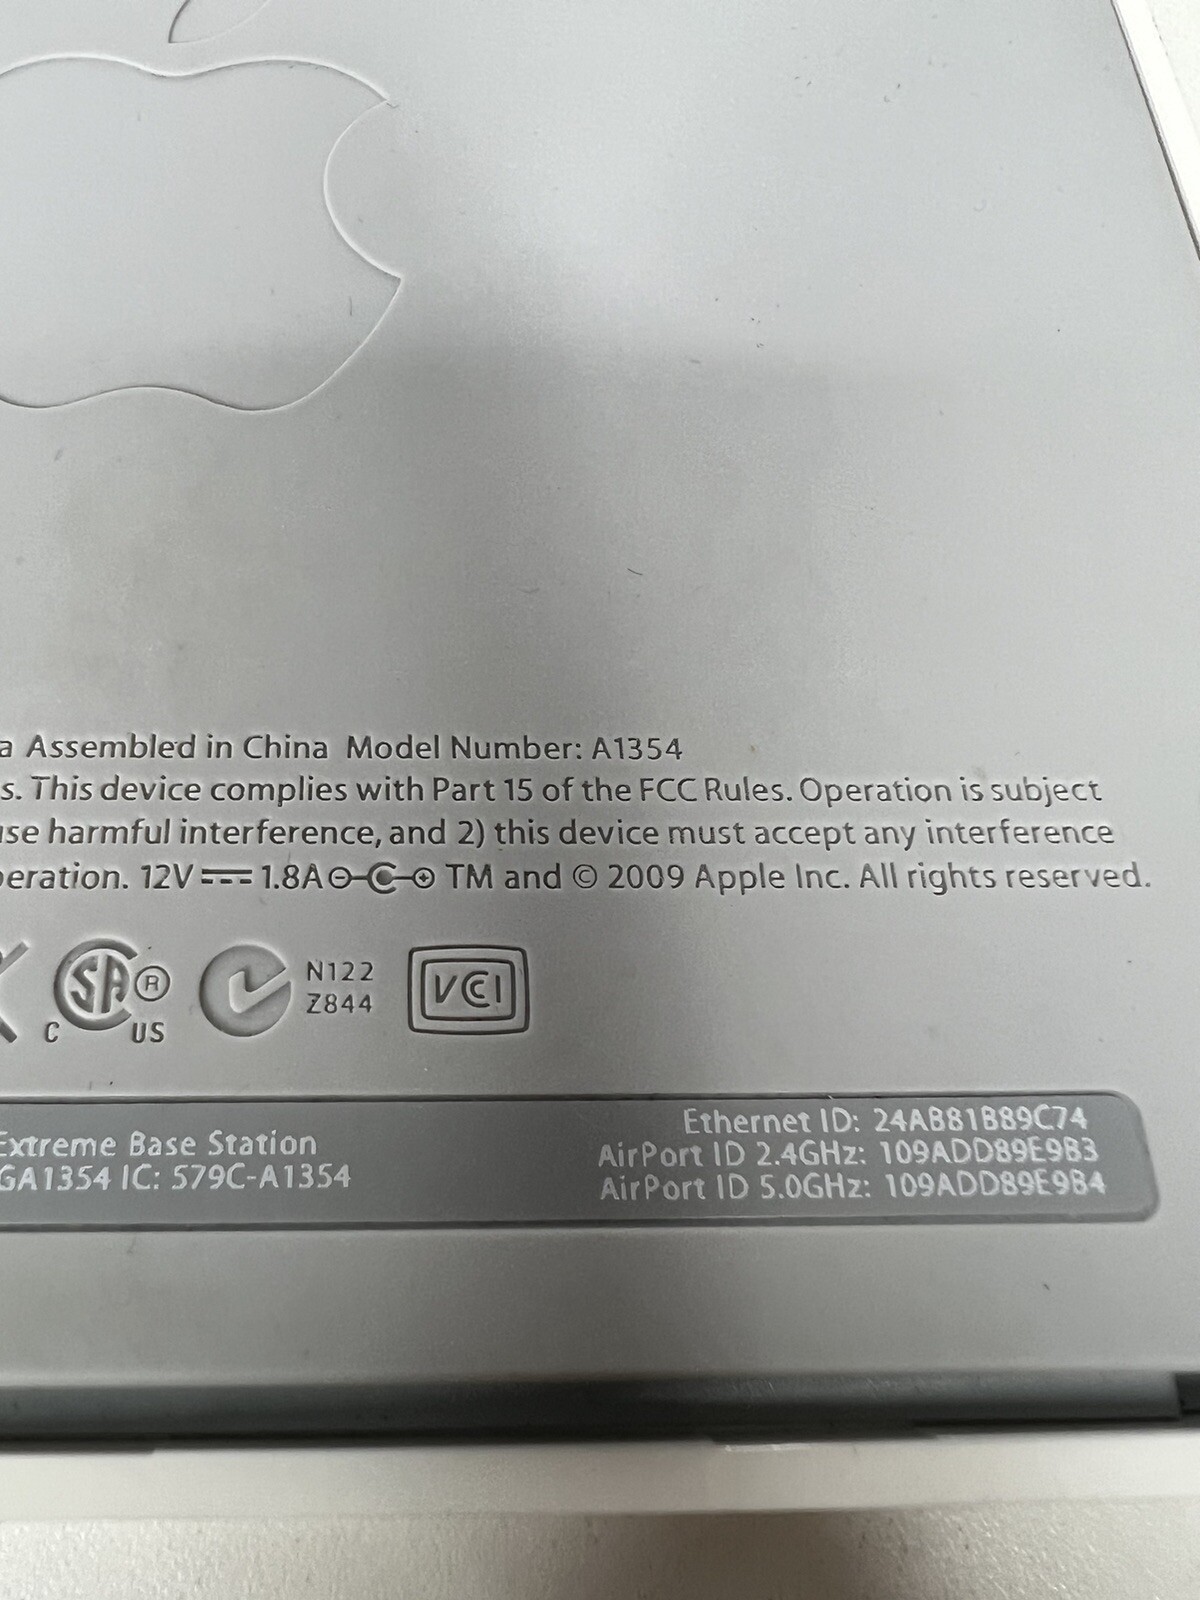 a Assembled in China Model Number: A1354
s. This device complies with Part 15 of the FCC Rules. Operation is subject
use harmful interference, and 2) this device must accept any interference
peration. 12V 1.8A TM and © 2009 Apple Inc. All rights reserved.
SA ® C US
N122
Z844
VCCI
Extreme Base Station
GA1354 IC: 579C-A1354
Ethernet ID: 24AB81B89C74
AirPort ID 2.4GHz: 109ADD89E9B3
AirPort ID 5.0GHz: 109ADD89E9B4